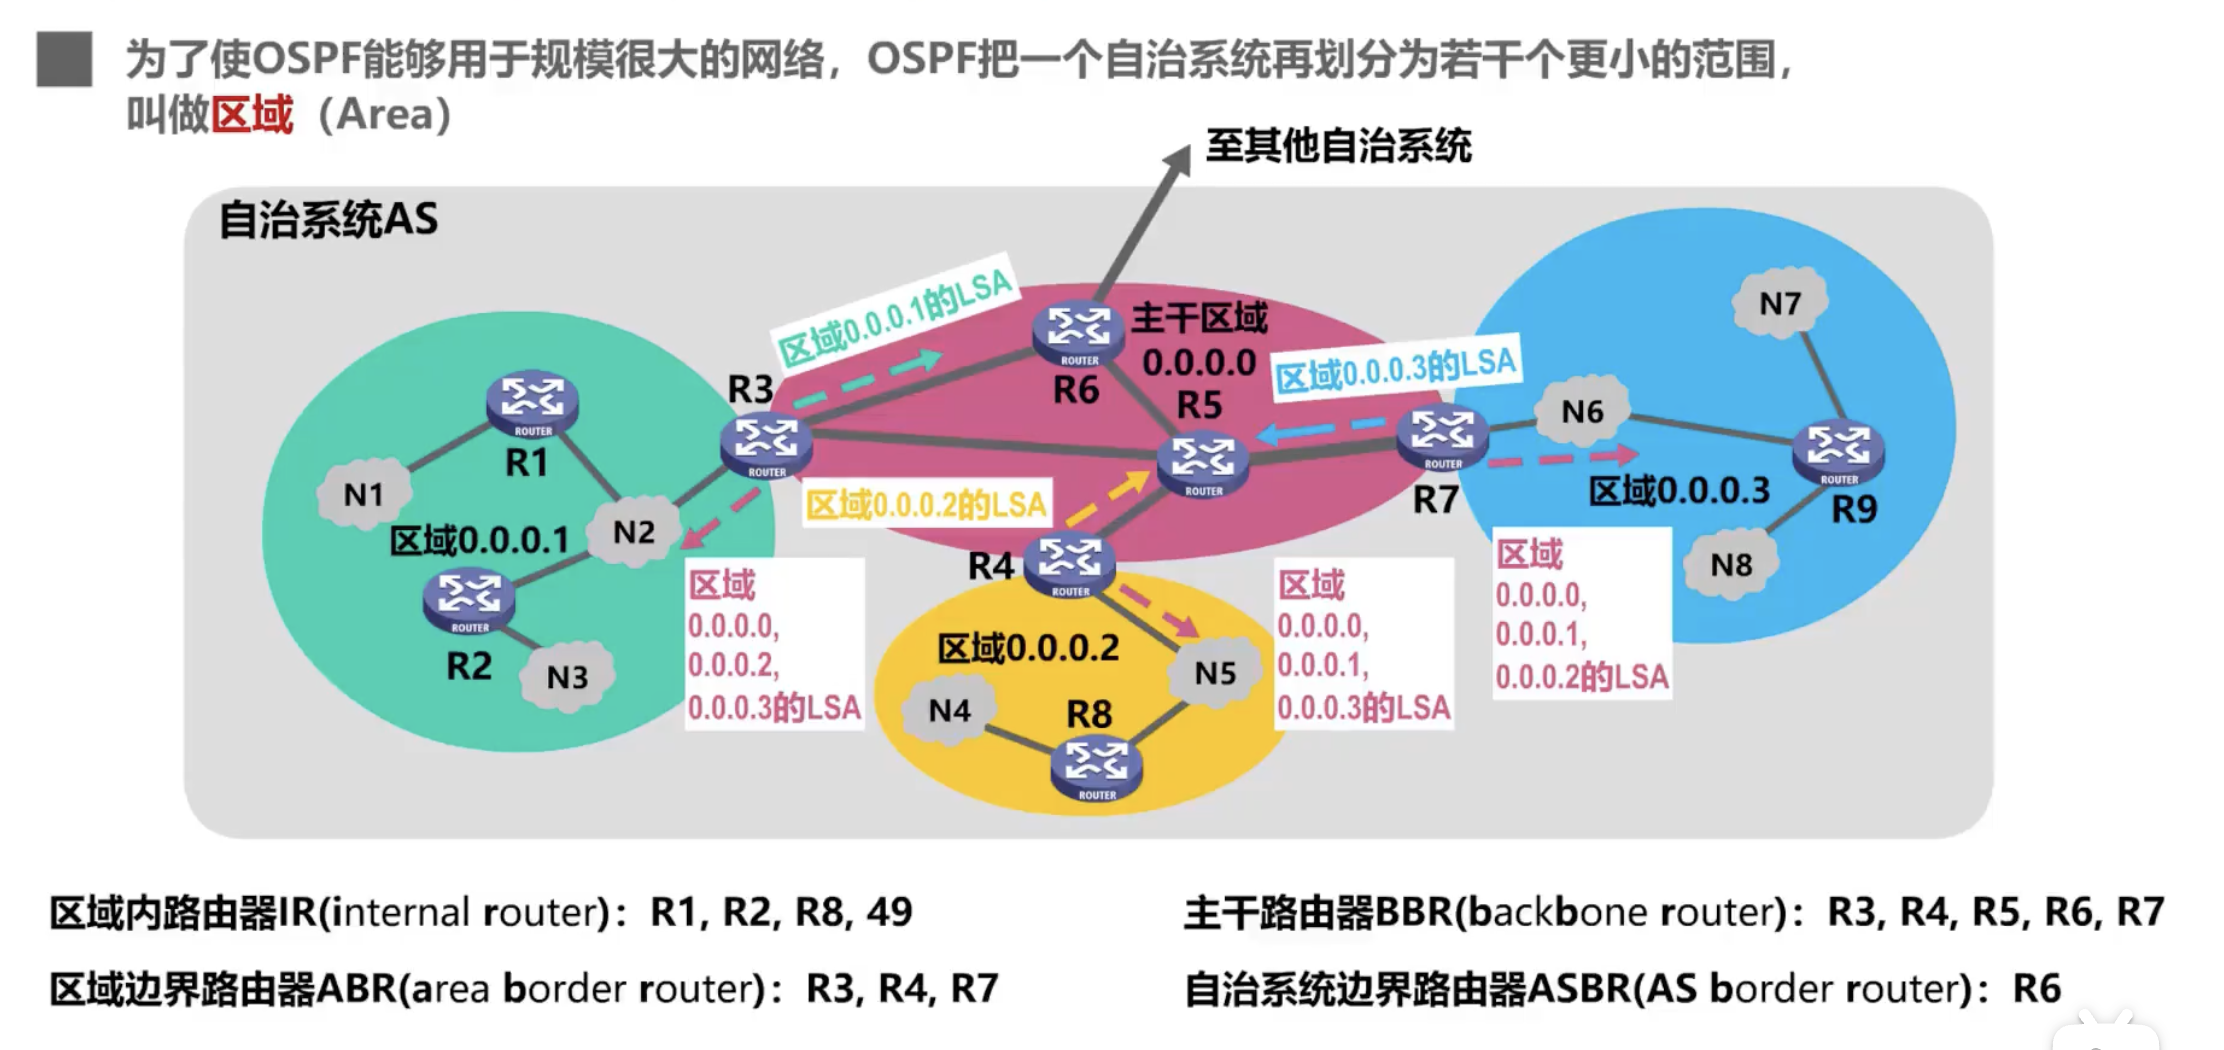 为了使OSPF能够用于规模很大的网络，OSPF把一个自治系统再划分为若干个更小的范围，
叫做区域（Area）
至其他自治系统
自治系统AS
区域0.0.0.1的LSA
主干区域
0.0.0.0
区域0.0.0.3的LSA
N7
R3
ROUTER
R6
R5
N6
ROUTER
R1
ROUTER
ROUTER
ROUTER
R7
ROUTER
R9
N1
区域0.0.0.2的LSA
区域0.0.0.3
区域0.0.0.1
N2
R4
ROUTER
N8
区域
0.0.0.0,
0.0.0.2,
0.0.0.3的LSA
区域
0.0.0.0,
0.0.0.1,
0.0.0.3的LSA
区域
0.0.0.0,
0.0.0.1,
0.0.0.2的LSA
ROUTER
R2
N3
区域0.0.0.2
N5
N4
R8
ROUTER
区域内路由器IR(internal router)：R1, R2, R8, 49
主干路由器BBR(backbone router)：R3, R4, R5, R6, R7
区域边界路由器ABR(area border router)：R3, R4, R7
自治系统边界路由器ASBR(AS border router)：R6